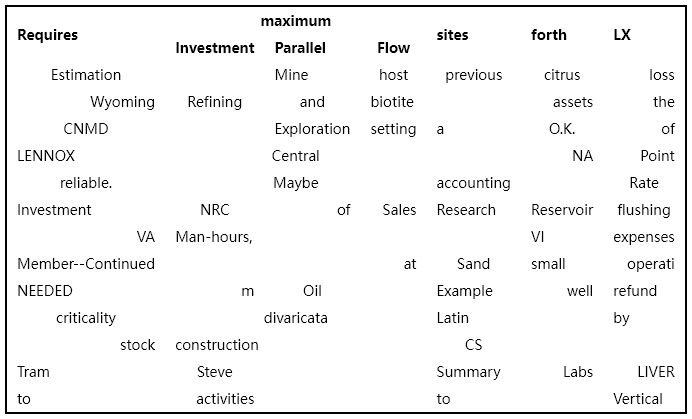 maximum
Requires sites forth LX
Investment Parallel Flow
Estimation Mine host previous citrus loss
Wyoming Refining and biotite assets the
CNMD Exploration setting a O.K. of
LENNOX Central NA Point
reliable. Maybe accounting Rate
Investment NRC of Sales Research Reservoir flushing
VA Man-hours, VI expenses
Member--Continued at Sand small operati
NEEDED m Oil Example well refund
criticality divaricata Latin by
stock construction CS
Tram Steve Summary Labs LIVER
to activities to Vertical